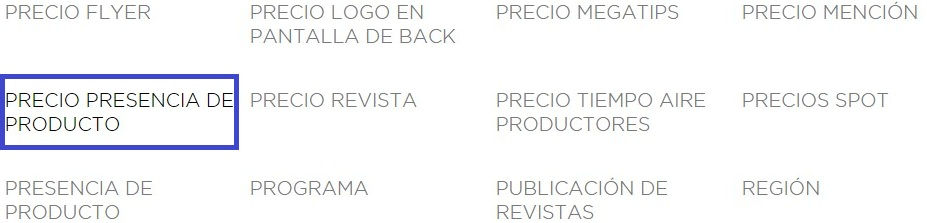 PRECIO FLYER
PRECIO LOGO EN
PANTALLA DE BACK
PRECIO MEGATIPS
PRECIO MENCIÓN
PRECIO PRESENCIA DE
PRODUCTO
PRECIO REVISTA
PRECIO TIEMPO AIRE
PRODUCTORES
PRECIOS SPOT
PRESENCIA DE
PRODUCTO
PROGRAMA
PUBLICACIÓN DE
REVISTAS
REGIÓN